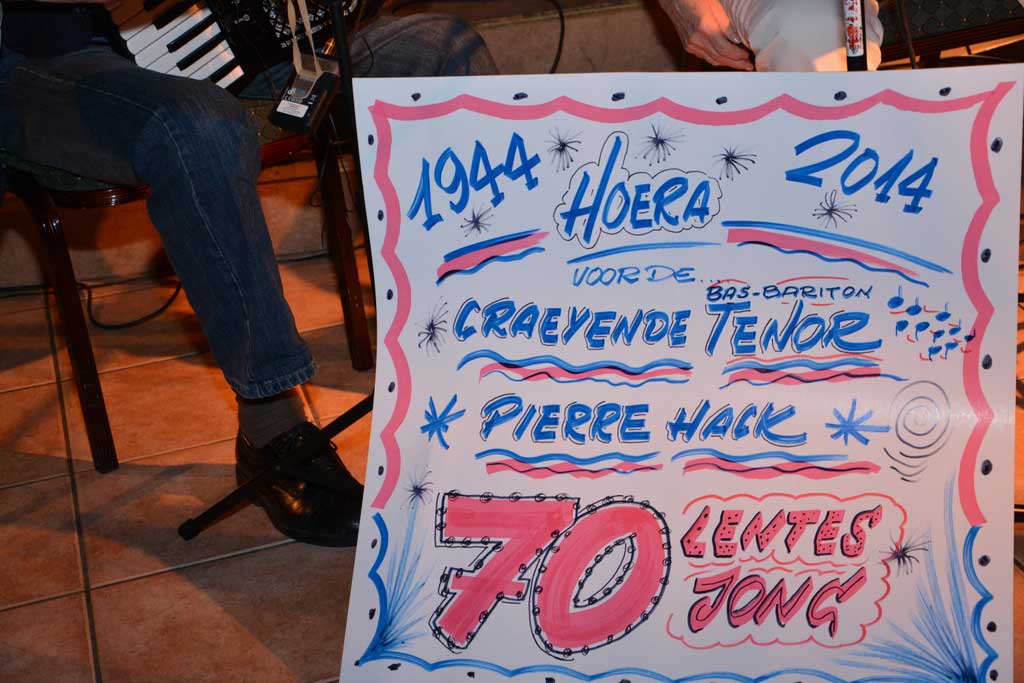 1944 HOERA 2014
VOOR DE...
BAS-BARITON
CRAEYENDE TENOR
PIERRE HACK
70 LENTES
JONG